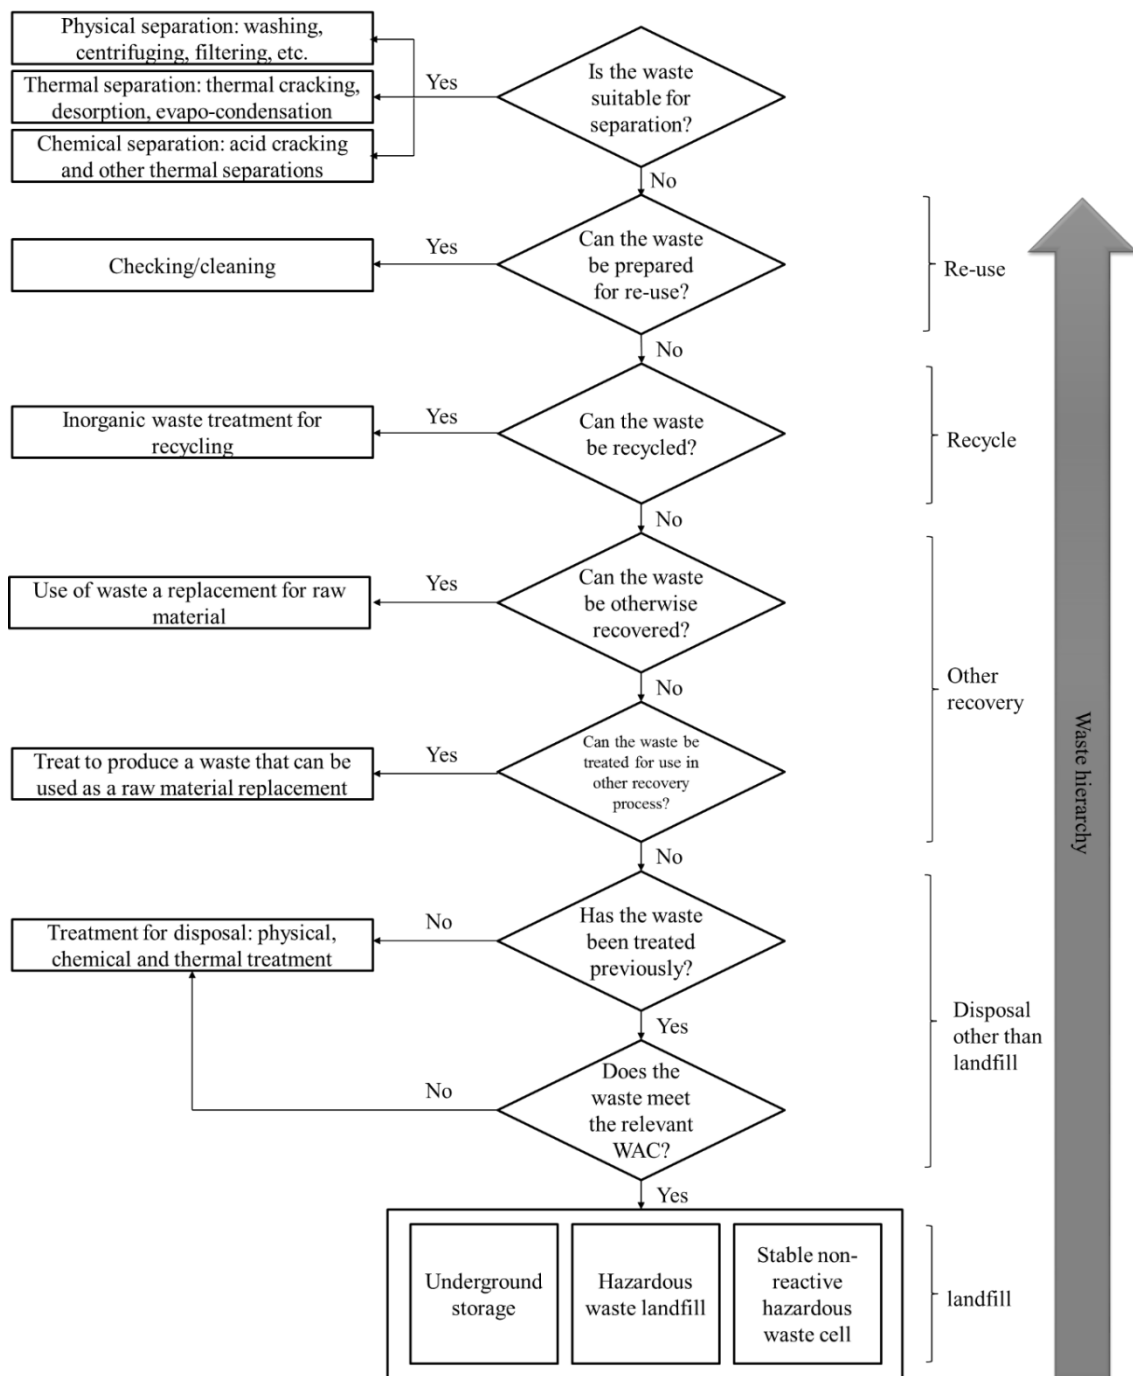 Physical separation: washing,
centrifuging, filtering, etc.
Thermal separation: thermal cracking,
desorption, evapo-condensation
Chemical separation: acid cracking
and other thermal separations
Yes
Is the waste
suitable for
separation?
No
Checking/cleaning
Yes
Can the waste
be prepared
for re-use?
Re-use
No
Inorganic waste treatment for
recycling
Yes
Can the waste
be recycled?
Recycle
No
Use of waste a replacement for raw
material
Yes
Can the waste
be otherwise
recovered?
No
Other
recovery
Treat to produce a waste that can be
used as a raw material replacement
Yes
Can the waste be
treated for use in
other recovery
process?
No
Waste hierarchy
Treatment for disposal: physical,
chemical and thermal treatment
No
Has the waste
been treated
previously?
Yes
Disposal
other than
landfill
No
Does the
waste meet
the relevant
WAC?
Yes
Underground
storage
Hazardous
waste landfill
Stable non-
reactive
hazardous
waste cell
landfill